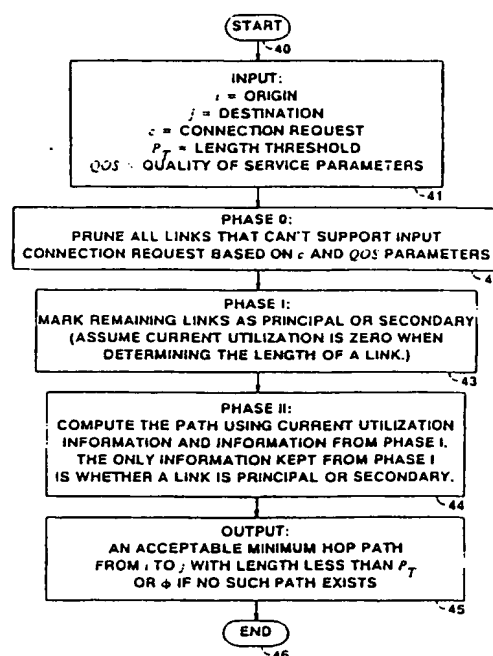 START
40
INPUT:
i = ORIGIN
j = DESTINATION
c = CONNECTION REQUEST
P_T = LENGTH THRESHOLD
QOS = QUALITY OF SERVICE PARAMETERS
41
PHASE 0:
PRUNE ALL LINKS THAT CAN'T SUPPORT INPUT
CONNECTION REQUEST BASED ON c AND QOS PARAMETERS
PHASE I:
MARK REMAINING LINKS AS PRINCIPAL OR SECONDARY
(ASSUME CURRENT UTILIZATION IS ZERO WHEN
DETERMINING THE LENGTH OF A LINK.)
43
PHASE II:
COMPUTE THE PATH USING CURRENT UTILIZATION
INFORMATION AND INFORMATION FROM PHASE I.
THE ONLY INFORMATION KEPT FROM PHASE I
IS WHETHER A LINK IS PRINCIPAL OR SECONDARY.
44
OUTPUT:
AN ACCEPTABLE MINIMUM HOP PATH
FROM i TO j WITH LENGTH LESS THAN P_T
OR Φ IF NO SUCH PATH EXISTS
45
END
46